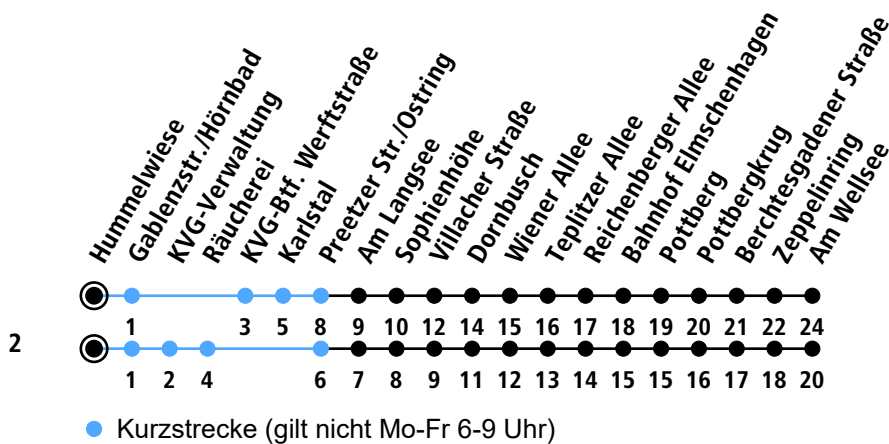 Hummelwiese
Gablenzstr./Hörnbad
KVG-Verwaltung
Räucherei
KVG-Btf. Werftstraße
Karlstal
Preetzer Str./Ostring
Am Langsee
Sophienhöhe
Villacher Straße
Dornbusch
Wiener Allee
Teplitzer Allee
Reichenberger Allee
Bahnhof Elmschenhagen
Pottberg
Pottbergkrug
Berchtesgadener Straße
Zeppelinring
Am Wellsee
1 3 5 8 9 10 12 14 15 16 17 18 19 20 21 22 24
2
1 2 4 6 7 8 9 11 12 13 14 15 15 16 17 18 20
Kurzstrecke (gilt nicht Mo-Fr 6-9 Uhr)